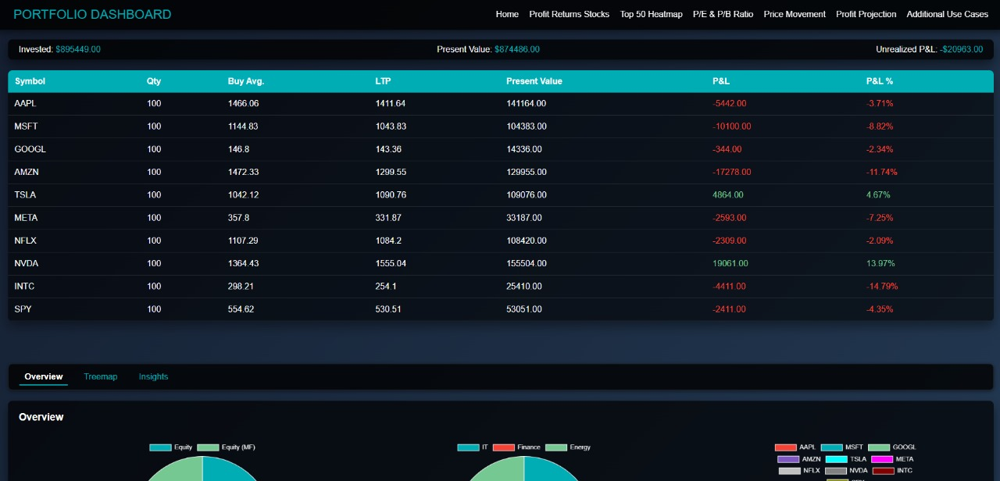 PORTFOLIO DASHBOARD Home Profit Returns Stocks Top 50 Heatmap P/E & P/B Ratio Price Movement Profit Projection Additional Use Cases
Invested: $895449.00 Present Value: $874486.00 Unrealized P&L: -$20963.00
Symbol Qty Buy Avg. LTP Present Value P&L P&L %
AAPL 100 1466.06 1411.64 141164.00 -5442.00 -3.71%
MSFT 100 1144.83 1043.83 104383.00 -10100.00 -8.82%
GOOGL 100 146.8 143.36 14336.00 -344.00 -2.34%
AMZN 100 1472.33 1299.55 129955.00 -17278.00 -11.74%
TSLA 100 1042.12 1090.76 109076.00 4864.00 4.67%
META 100 357.8 331.87 33187.00 -2593.00 -7.25%
NFLX 100 1107.29 1084.2 108420.00 -2309.00 -2.09%
NVDA 100 1364.43 1555.04 155504.00 19061.00 13.97%
INTC 100 298.21 254.1 25410.00 -4411.00 -14.79%
SPY 100 554.62 530.51 53051.00 -2411.00 -4.35%
Overview Treemap Insights
Overview
Equity Equity (MF) IT Finance Energy AAPL MSFT GOOGL
AMZN TSLA META
NFLX NVDA INTC